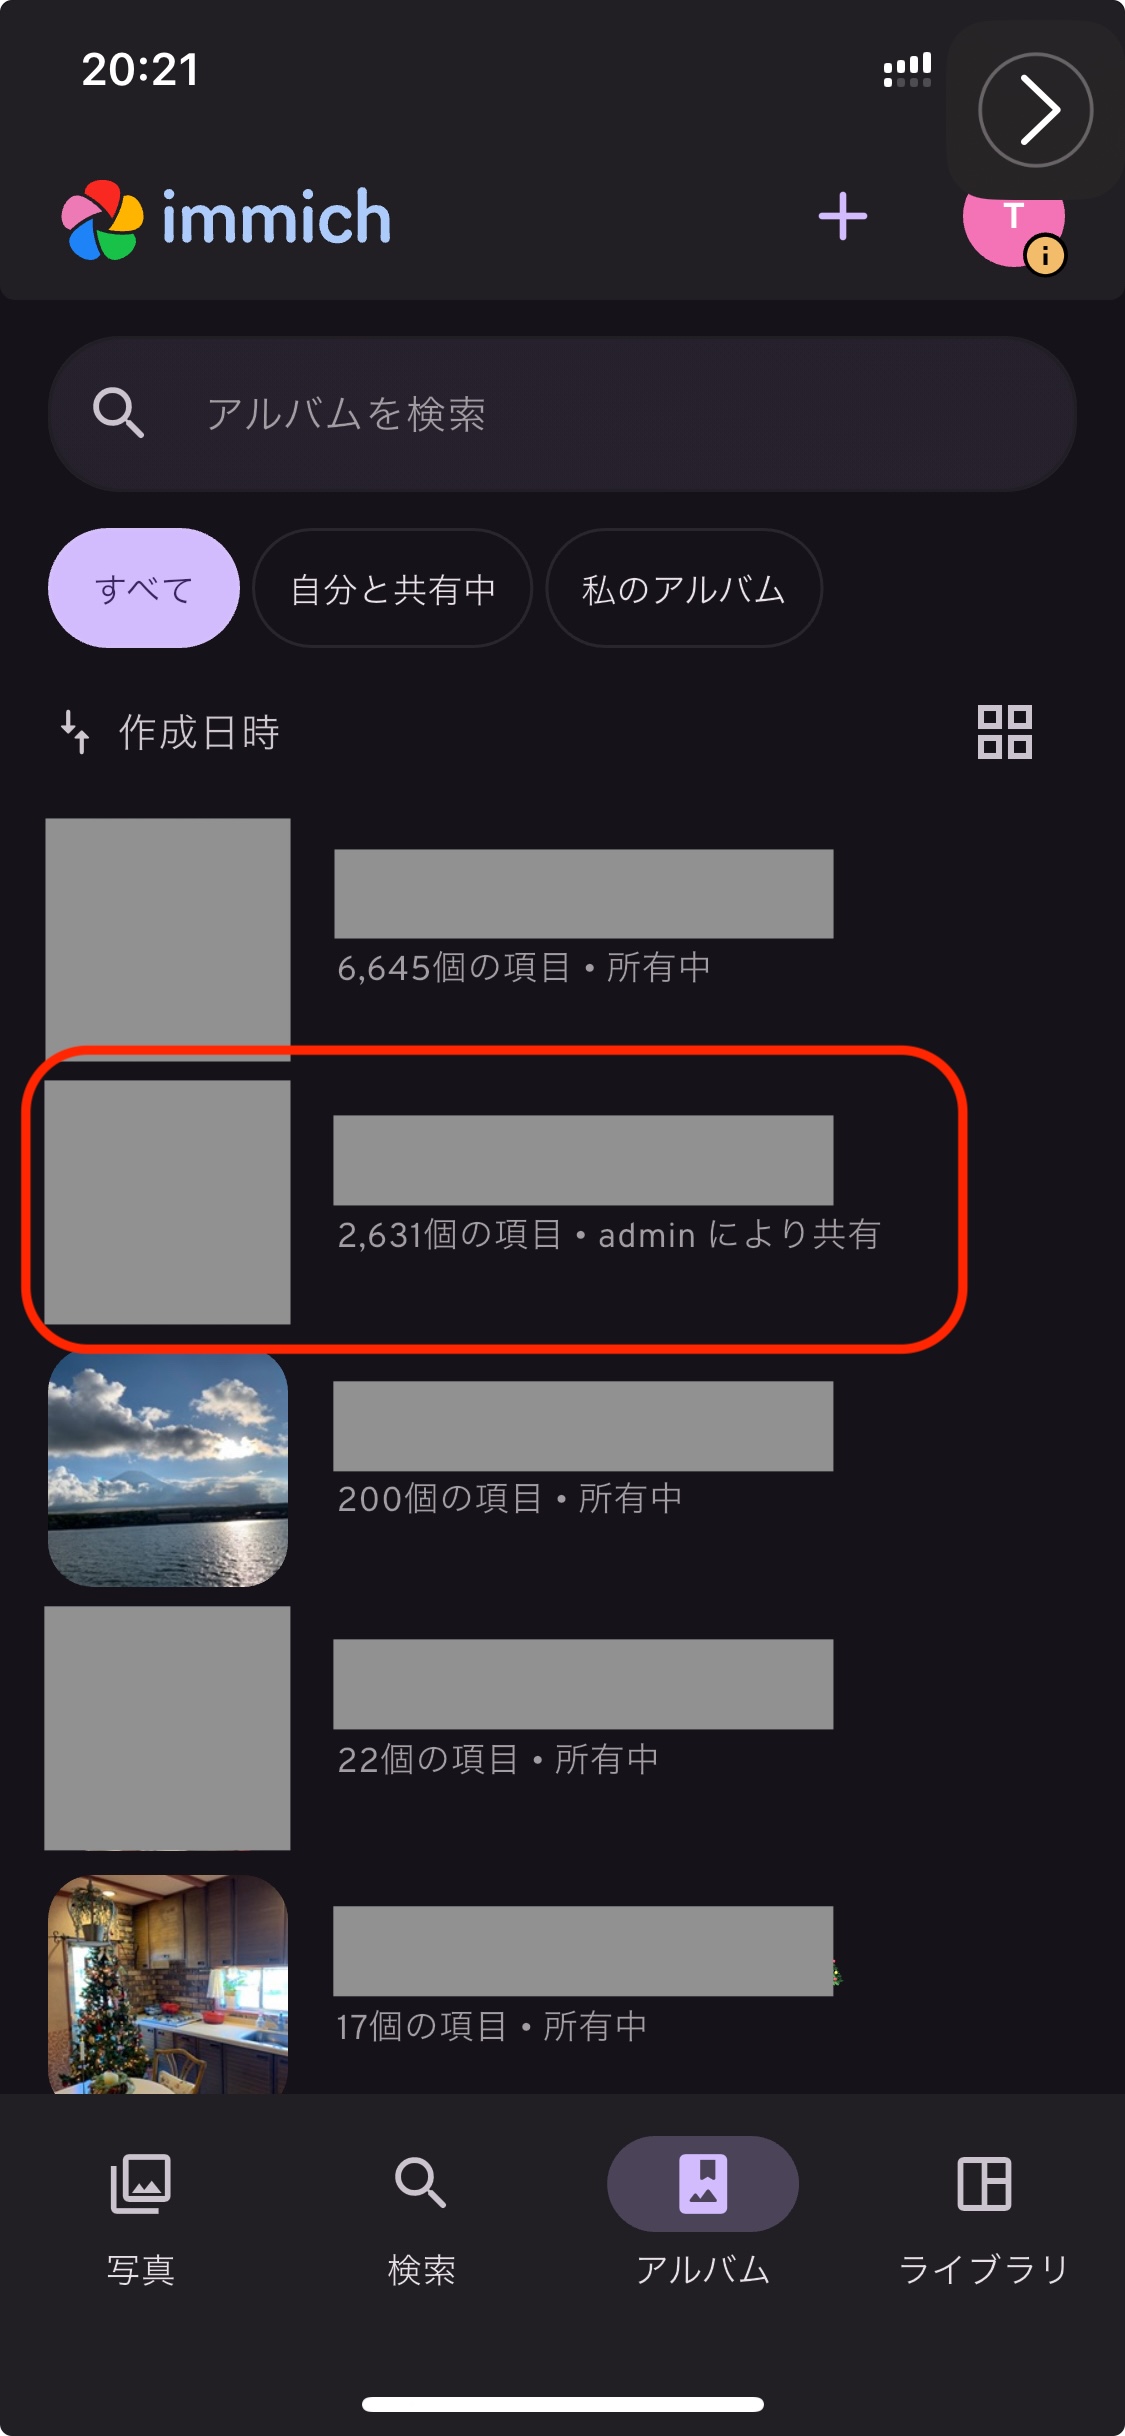 20:21
immich
T
アルバムを検索
すべて
自分と共有中
私のアルバム
作成日時
6,645個の項目 • 所有中
2,631個の項目 • admin により共有
200個の項目 • 所有中
22個の項目 • 所有中
17個の項目 • 所有中
写真
検索
アルバム
ライブラリ